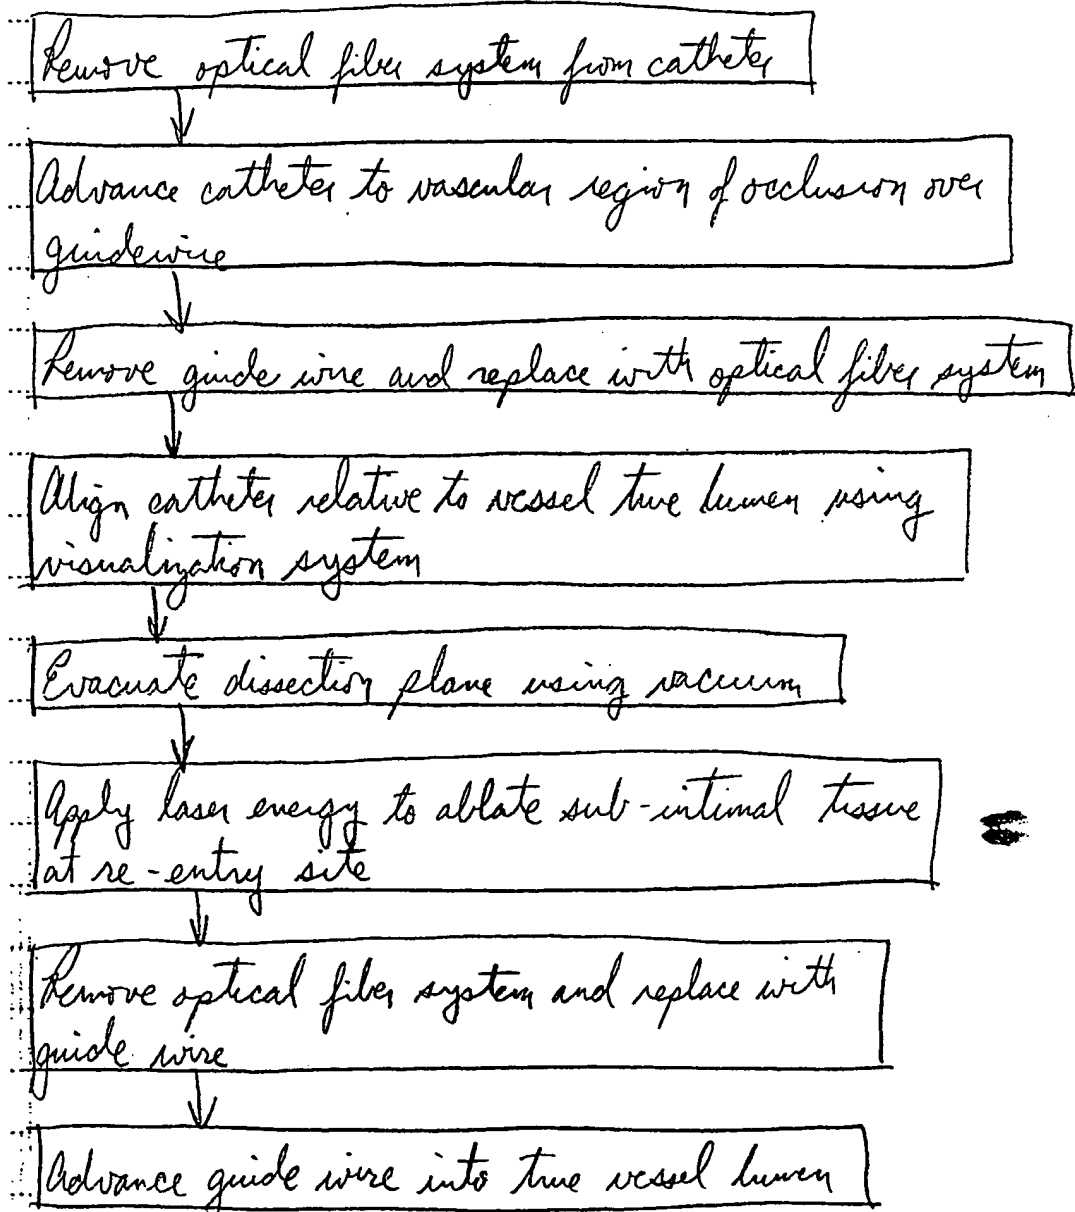 Remove optical fiber system from catheter
Advance catheter to vascular region of occlusion over
guidewire
Remove guide wire and replace with optical fiber system
Align catheter relative to vessel true lumen using
visualization system
Evacuate dissection plane using vacuum
Apply laser energy to ablate sub-intimal tissue
at re-entry site
Remove optical fiber system and replace with
guide wire
Advance guide wire into true vessel lumen